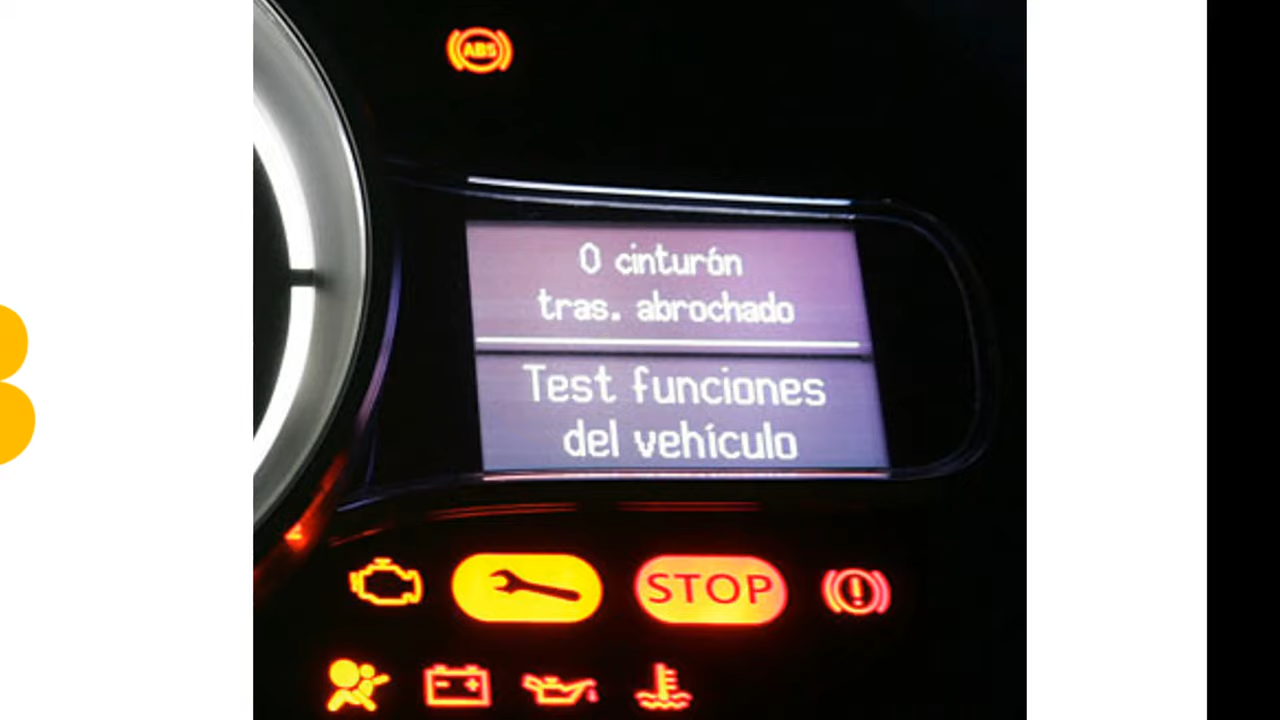 ABS
0 cinturón
tras. abrochado
Test funciones
del vehículo
STOP